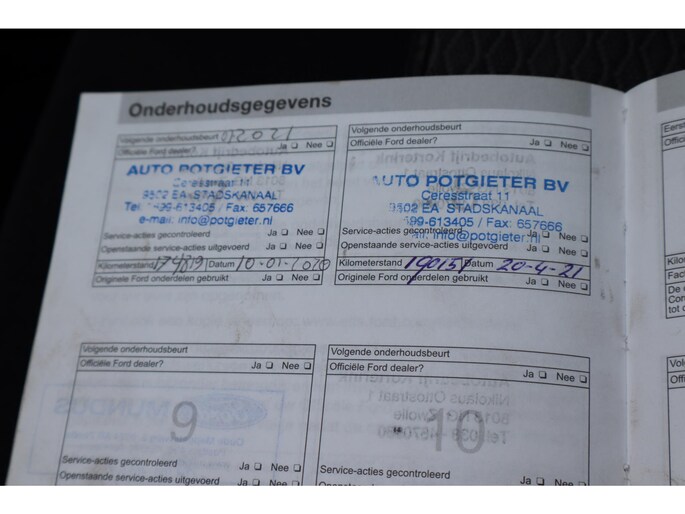 Onderhoudsgegevens
Volgende onderhoudsbeurt 012021
Officiële Ford dealer? Ja Nee
AUTO POTGIETER BV
Ceresstraat 11
9502 EA STADSKANAAL
Tel. 0599-613405 / Fax: 657666
e-mail: info@potgieter.nl
Service-acties gecontroleerd Ja Nee
Openstaande service-acties uitgevoerd Ja Nee
Kilometerstand 174819 Datum 10-01-2020
Originele Ford onderdelen gebruikt Ja Nee
Volgende onderhoudsbeurt
Officiële Ford dealer? Ja Nee
AUTO POTGIETER BV
Ceresstraat 11
9502 EA STADSKANAAL
599-613405 / Fax: 657666
ail: info@potgieter.nl
Service-acties gecontroleerd Ja Nee
Openstaande service-acties uitgevoerd Ja Nee
Kilometerstand 190151 Datum 20-4-21
Originele Ford onderdelen gebruikt Ja Nee
Volgende onderhoudsbeurt
Officiële Ford dealer? Ja Nee
9
Service-acties gecontroleerd Ja Nee
Openstaande service-acties uitgevoerd Ja Nee
Volgende onderhoudsbeurt
Officiële Ford dealer? Ja Nee
10
Service-acties gecontroleerd Ja Nee